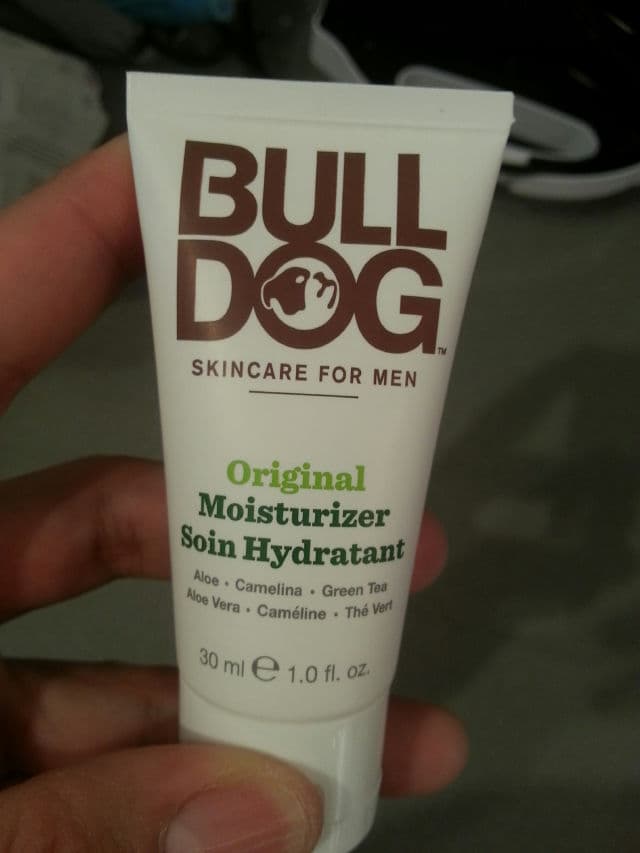 BULL
DOG™
SKINCARE FOR MEN
Original
Moisturizer
Soin Hydratant
Aloe • Camelina • Green Tea
Aloe Vera • Caméline • Thé Vert
30 ml ℮ 1.0 fl. oz.